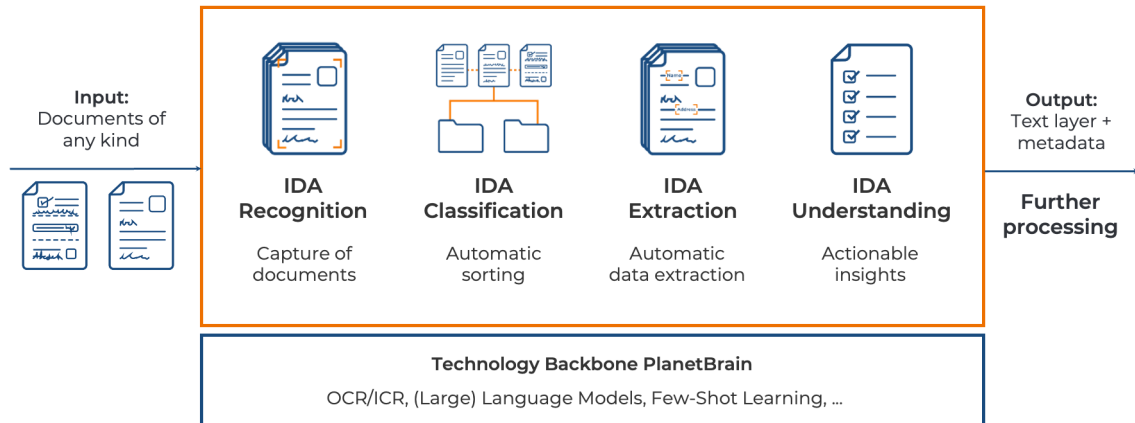 Input:
Documents of
any kind
IDA
Recognition
Capture of
documents
IDA
Classification
Automatic
sorting
Name
Address
IDA
Extraction
Automatic
data extraction
IDA
Understanding
Actionable
insights
Output:
Text layer +
metadata
Further
processing
Technology Backbone PlanetBrain
OCR/ICR, (Large) Language Models, Few-Shot Learning, ...